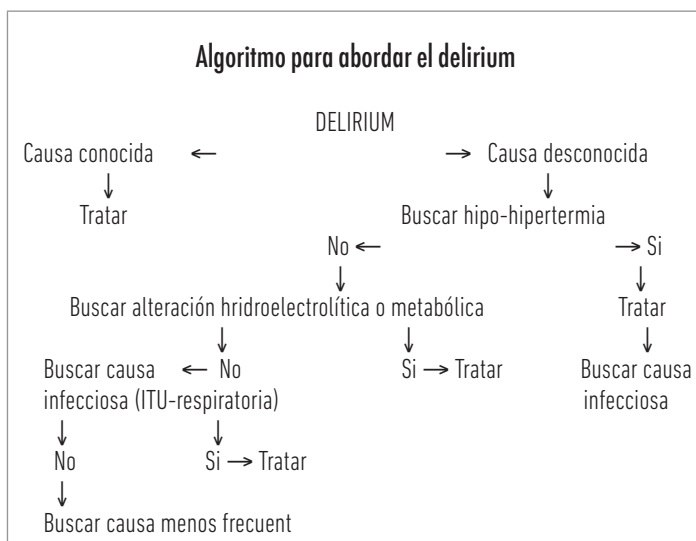 Algoritmo para abordar el delirium
DELIRIUM
Causa conocida ← → Causa desconocida
↓ ↓
Tratar Buscar hipo-hipertermia
No ← → Si
↓ ↓
Buscar alteración hridroelectrolítica o metabólica Tratar
↓ ↓ ↓
Buscar causa ← No Si → Tratar Buscar causa
infecciosa (ITU-respiratoria) infecciosa
↓ ↓
No Si → Tratar
↓
Buscar causa menos frecuent